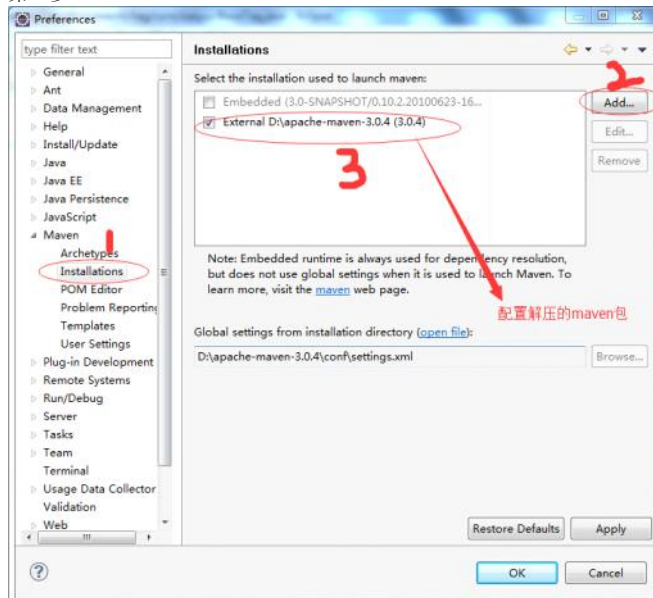 Preferences
type filter text
Installations
General
Ant
Data Management
Help
Install/Update
Java
Java EE
Java Persistence
JavaScript
Maven
Archetypes
Installations
POM Editor
Problem Reporting
Templates
User Settings
Plug-in Development
Remote Systems
Run/Debug
Server
Tasks
Team
Terminal
Usage Data Collector
Validation
Web
1
Select the installation used to launch maven:
2
Embedded (3.0-SNAPSHOT/0.10.2.20100623-16...
Add...
External D:\apache-maven-3.0.4 (3.0.4)
Edit...
3
Remove
Note: Embedded runtime is always used for dependency resolution,
but does not use global settings when it is used to launch Maven. To
learn more, visit the maven web page.
配置解压的maven包
Global settings from installation directory (open file):
D:\apache-maven-3.0.4\conf\settings.xml
Browse...
Restore Defaults
Apply
OK
Cancel